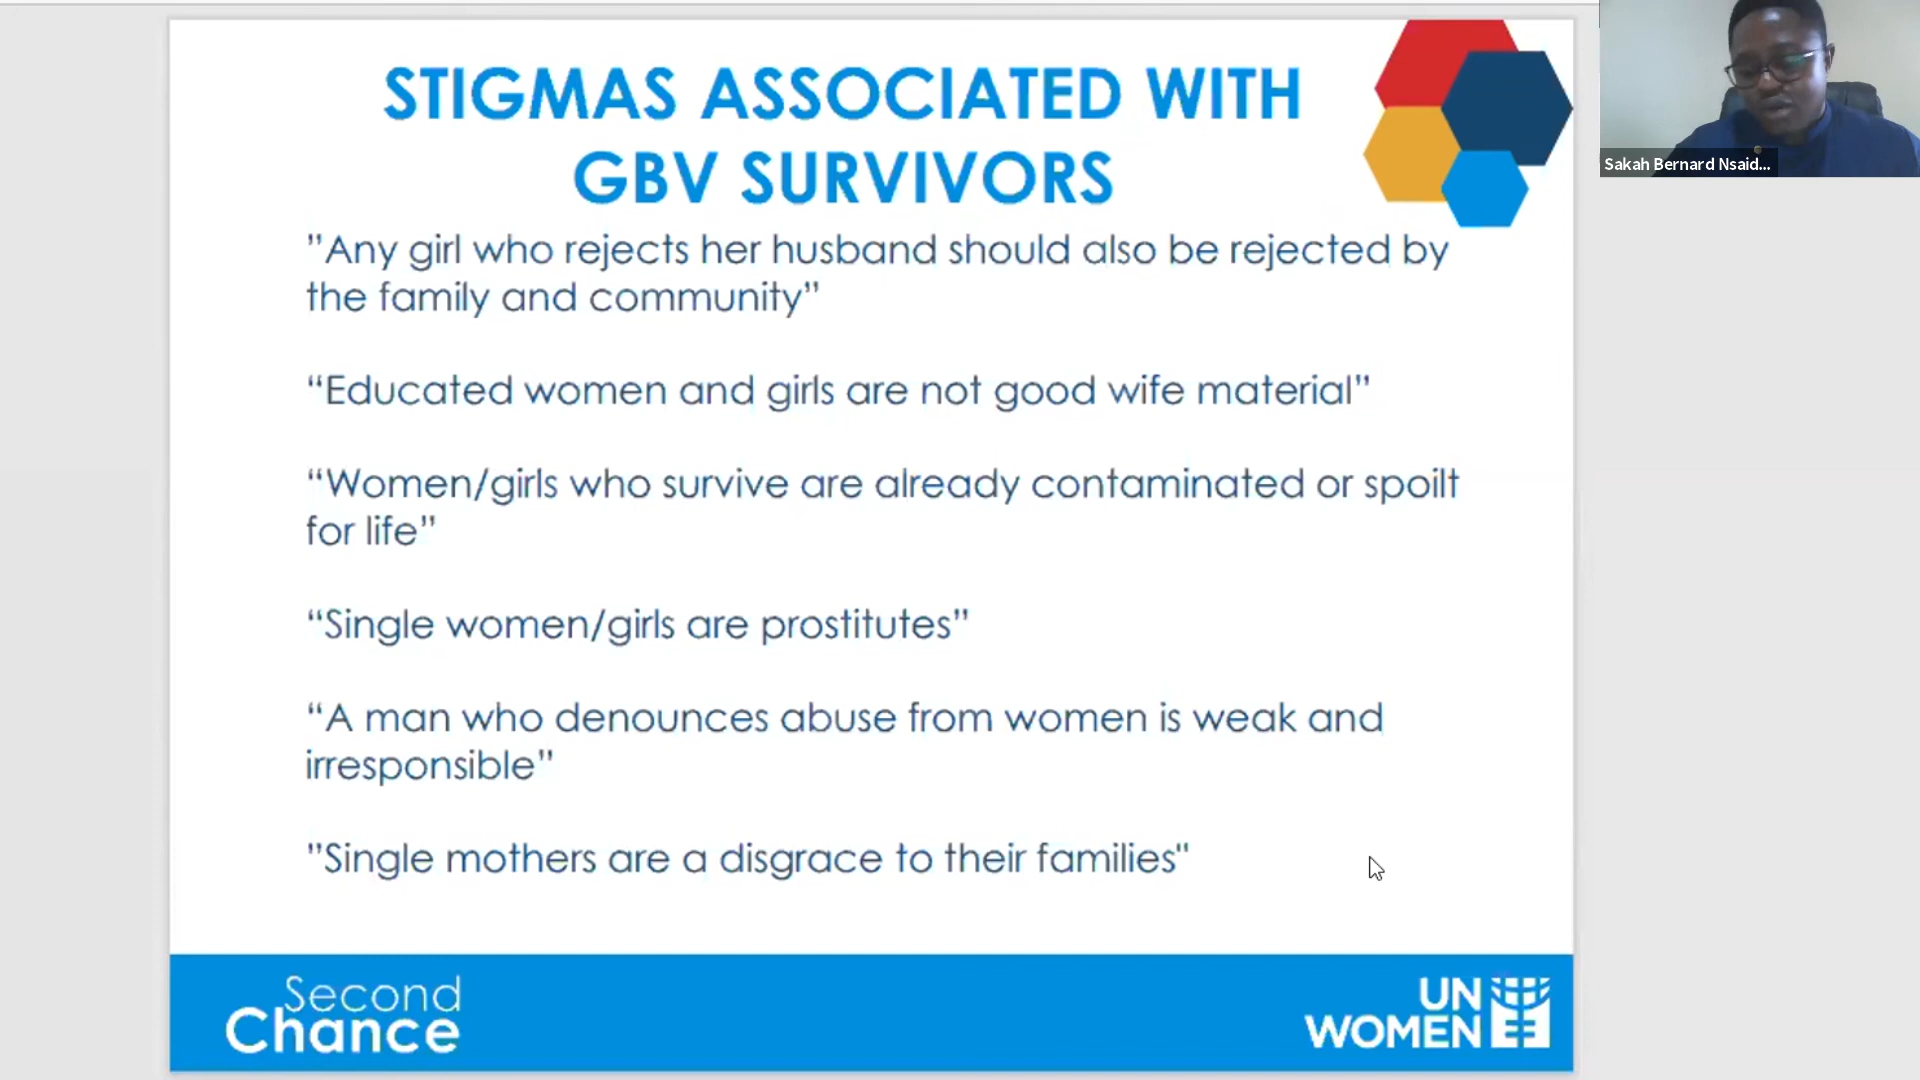 STIGMAS ASSOCIATED WITH
GBV SURVIVORS
”Any girl who rejects her husband should also be rejected by
the family and community”
“Educated women and girls are not good wife material”
“Women/girls who survive are already contaminated or spoilt
for life”
“Single women/girls are prostitutes”
“A man who denounces abuse from women is weak and
irresponsible”
”Single mothers are a disgrace to their families"
Second
Chance
UN
WOMEN
Sakah Bernard Nsaid...